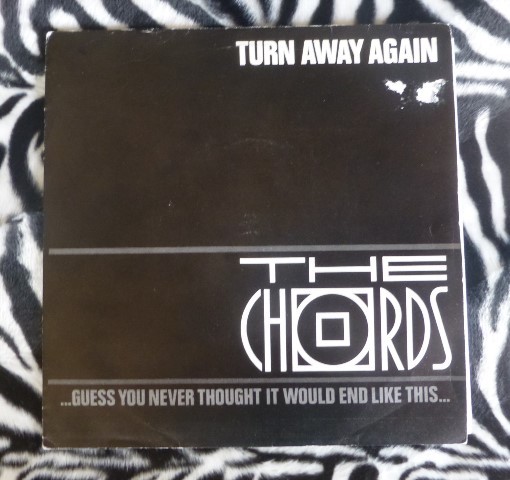 TURN AWAY AGAIN
THE
CHORDS
...GUESS YOU NEVER THOUGHT IT WOULD END LIKE THIS...